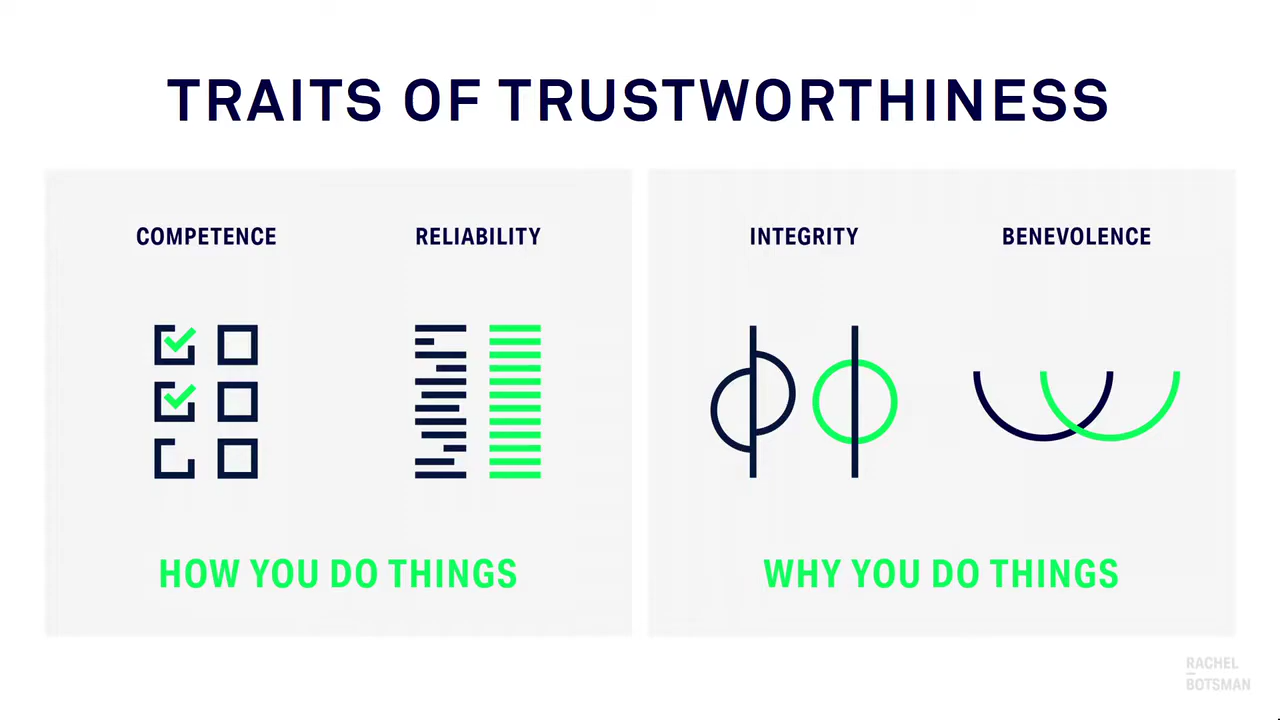 TRAITS OF TRUSTWORTHINESS
COMPETENCE
RELIABILITY
HOW YOU DO THINGS
INTEGRITY
BENEVOLENCE
WHY YOU DO THINGS
RACHEL
BOTSMAN